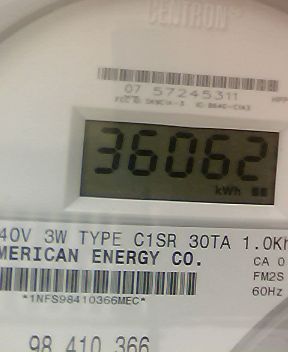 CENTRON
07 57245311
36062
kWh
40V 3W TYPE C1SR 30TA 1.0Kh
MERICAN ENERGY CO.
CA 0
FM2S
60Hz
*1NFS98410366MEC*
98 410 366